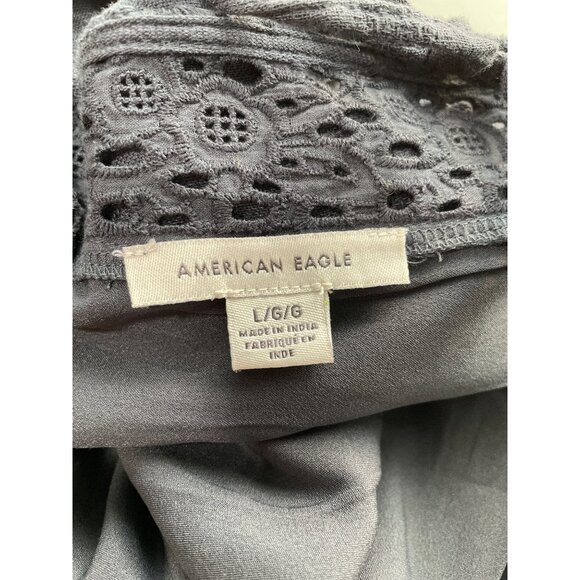 AMERICAN EAGLE
L/G/G
MADE IN INDIA
FABRIQUÉ EN
INDE